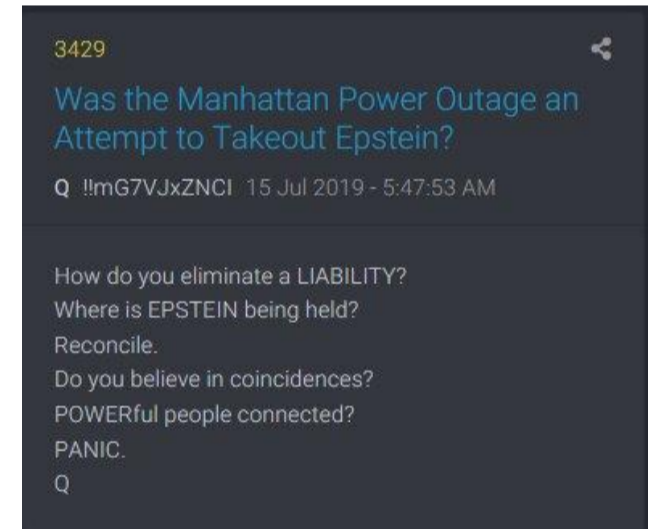 3429
Was the Manhattan Power Outage an
Attempt to Takeout Epstein?
Q !!mG7VJxZNCI 15 Jul 2019 - 5:47:53 AM
How do you eliminate a LIABILITY?
Where is EPSTEIN being held?
Reconcile.
Do you believe in coincidences?
POWERful people connected?
PANIC.
Q